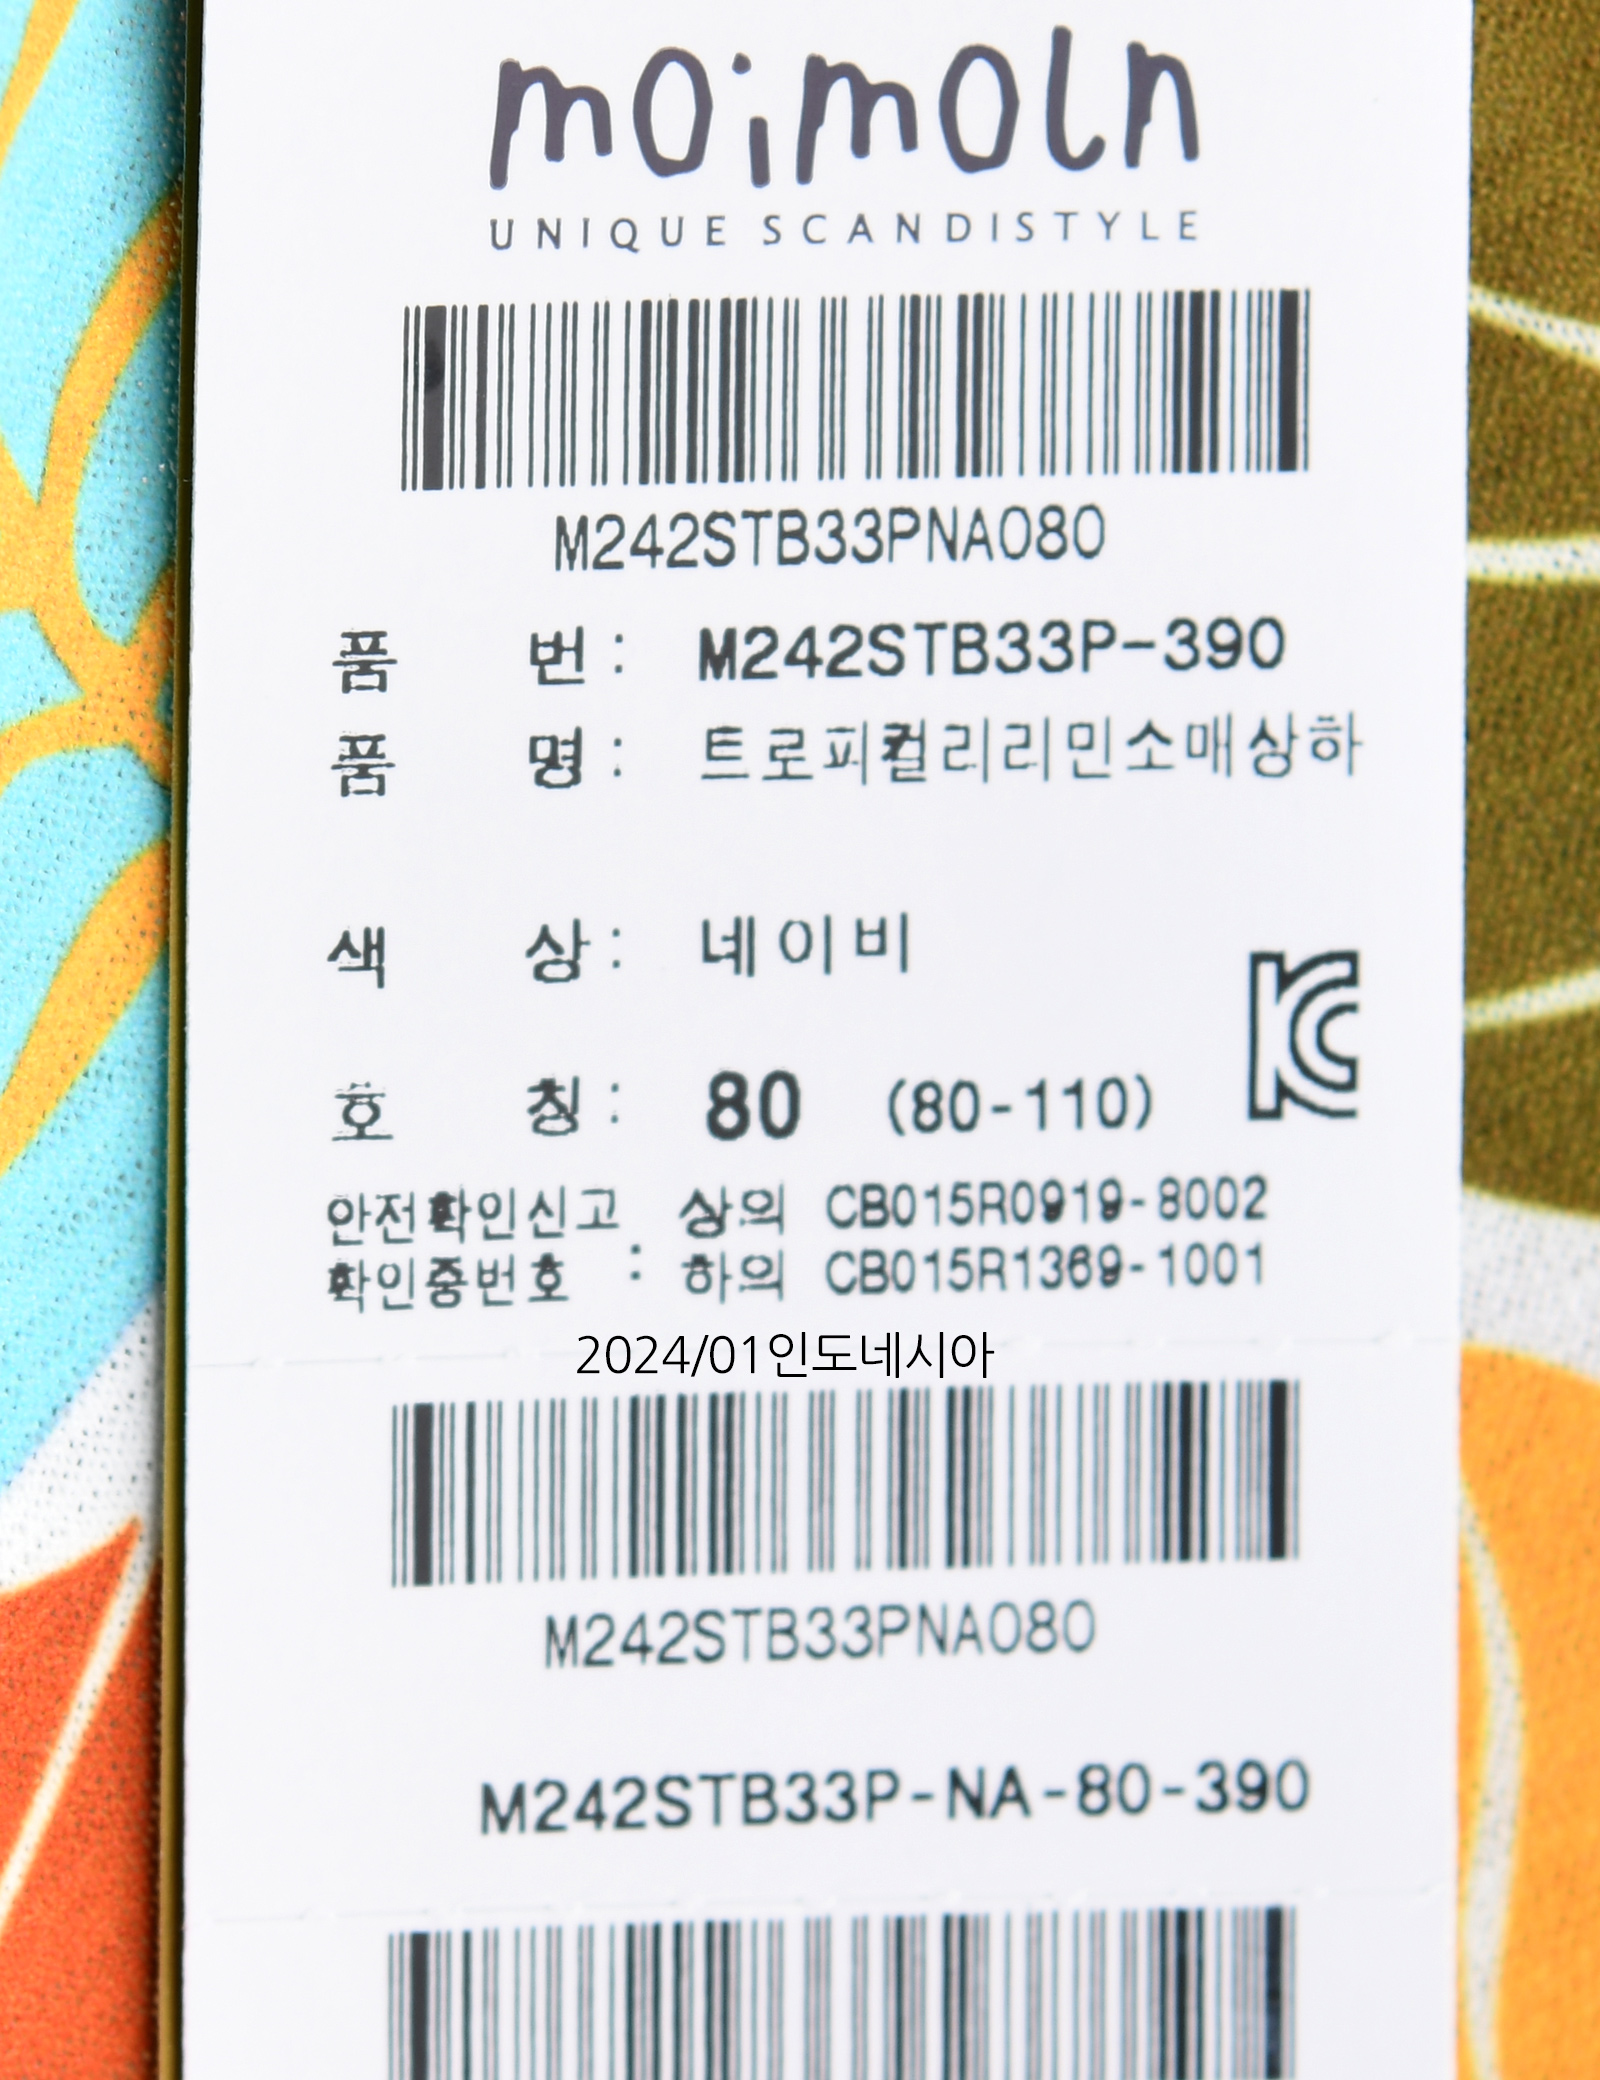 moimoln
UNIQUE SCANDISTYLE
M242STB33PNA080
품 번 : M242STB33P-390
품 명 : 트로피컬리리민소매상하
색 상 : 네이비
호 칭 : 80 (80-110)
안전확인신고 상의 CB015R0919-8002
확인증번호 : 하의 CB015R1369-1001
2024/01인도네시아
M242STB33PNA080
M242STB33P-NA-80-390